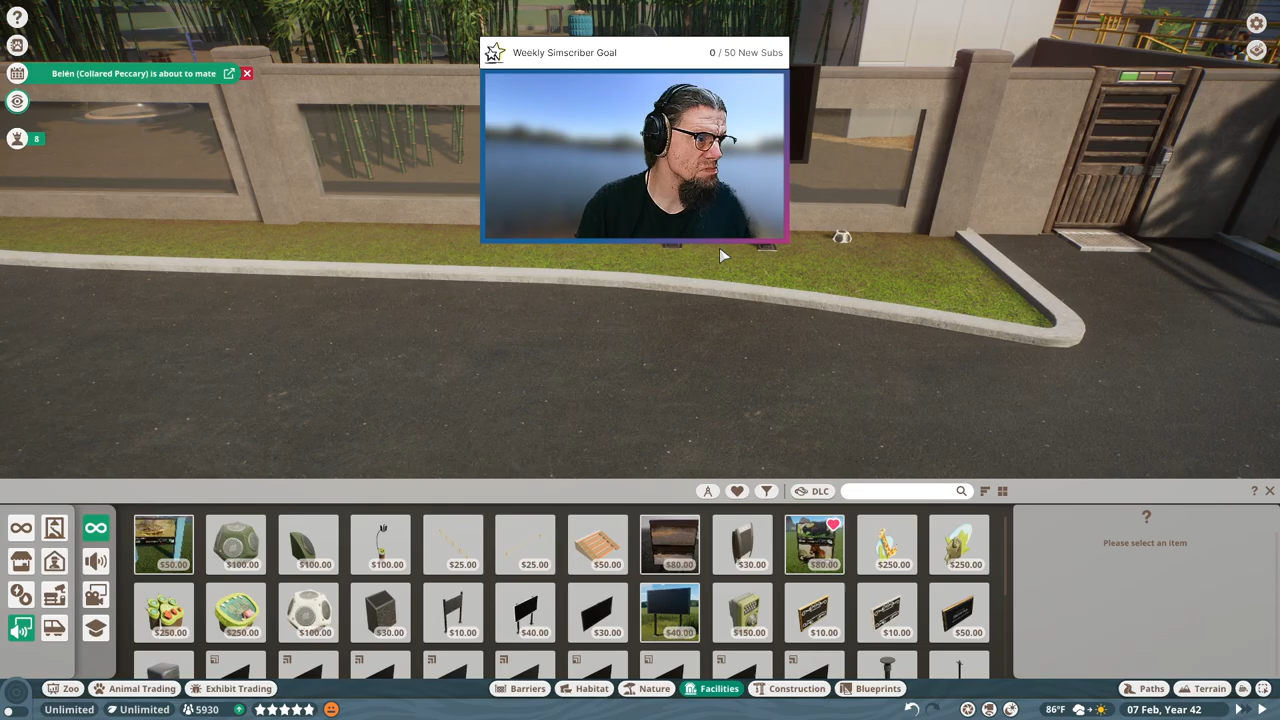 Weekly Simscriber Goal 0 / 50 New Subs
Belén (Collared Peccary) is about to mate
8
DLC
?
Please select an item
$50.00 $100.00 $100.00 $100.00 $25.00 $25.00 $50.00 $80.00 $30.00 $80.00 $250.00 $250.00
$250.00 $250.00 $100.00 $30.00 $10.00 $40.00 $30.00 $40.00 $150.00 $10.00 $10.00 $50.00
Zoo Animal Trading Exhibit Trading Barriers Habitat Nature Facilities Construction Blueprints Paths Terrain
Unlimited Unlimited 5930 86°F 07 Feb, Year 42